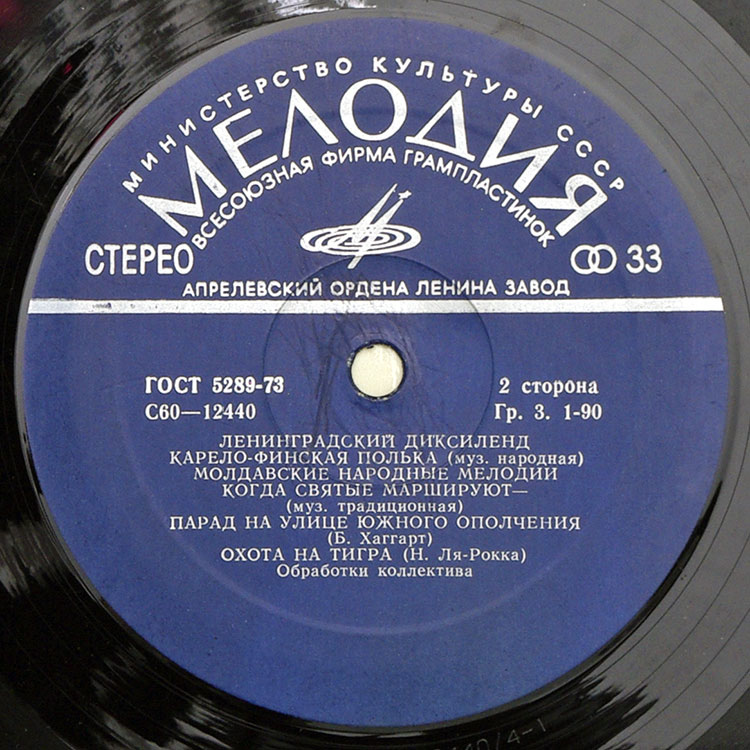 МИНИСТЕРСТВО КУЛЬТУРЫ СССР
МЕЛОДИЯ
ВСЕСОЮЗНАЯ ФИРМА ГРАМПЛАСТИНОК
СТЕРЕО 33
АПРЕЛЕВСКИЙ ОРДЕНА ЛЕНИНА ЗАВОД
ГОСТ 5289-73 2 сторона
С60—12440 Гр. 3. 1-90
ЛЕНИНГРАДСКИЙ ДИКСИЛЕНД
КАРЕЛО-ФИНСКАЯ ПОЛЬКА (муз. народная)
МОЛДАВСКИЕ НАРОДНЫЕ МЕЛОДИИ
КОГДА СВЯТЫЕ МАРШИРУЮТ—
(муз. традиционная)
ПАРАД НА УЛИЦЕ ЮЖНОГО ОПОЛЧЕНИЯ
(Б. Хаггарт)
ОХОТА НА ТИГРА (Н. Ля-Рокка)
Обработки коллектива